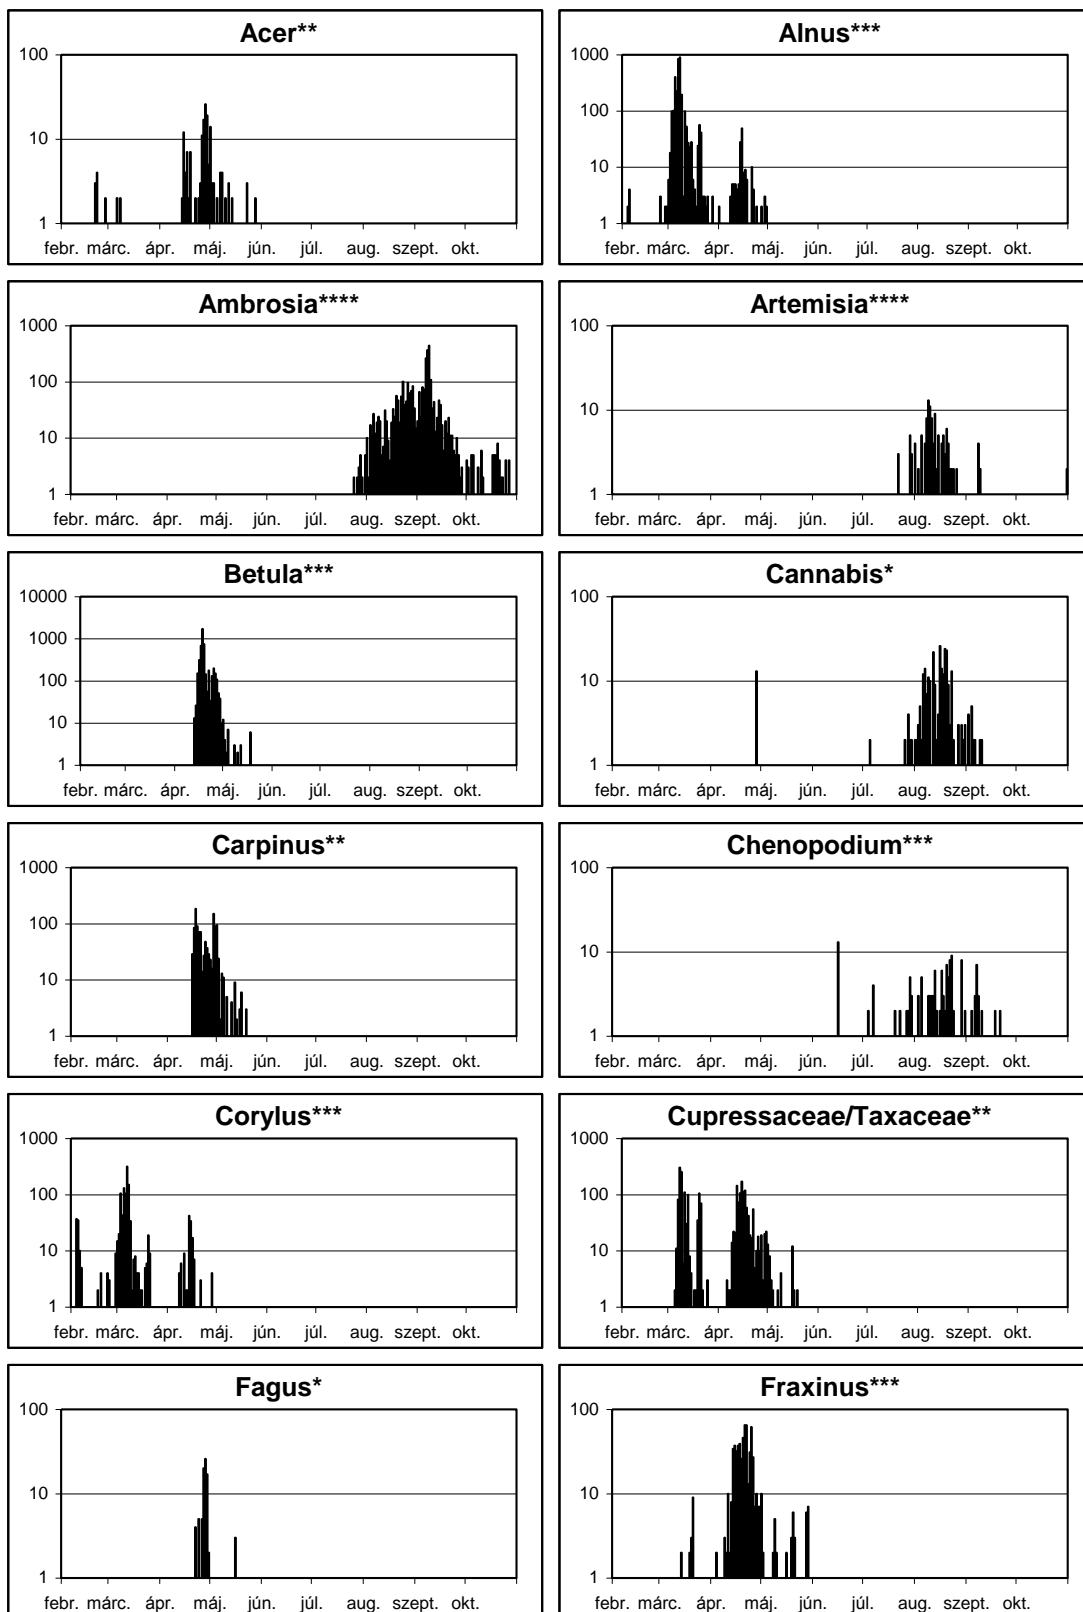 Acer**
100
10
1
febr. márc. ápr. máj. jún. júl. aug. szept. okt.
Alnus***
1000
100
10
1
febr. márc. ápr. máj. jún. júl. aug. szept. okt.
Ambrosia****
1000
100
10
1
febr. márc. ápr. máj. jún. júl. aug. szept. okt.
Artemisia****
100
10
1
febr. márc. ápr. máj. jún. júl. aug. szept. okt.
Betula***
10000
1000
100
10
1
febr. márc. ápr. máj. jún. júl. aug. szept. okt.
Cannabis*
100
10
1
febr. márc. ápr. máj. jún. júl. aug. szept. okt.
Carpinus**
1000
100
10
1
febr. márc. ápr. máj. jún. júl. aug. szept. okt.
Chenopodium***
100
10
1
febr. márc. ápr. máj. jún. júl. aug. szept. okt.
Corylus***
1000
100
10
1
febr. márc. ápr. máj. jún. júl. aug. szept. okt.
Cupressaceae/Taxaceae**
1000
100
10
1
febr. márc. ápr. máj. jún. júl. aug. szept. okt.
Fagus*
100
10
1
febr. márc. ápr. máj. jún. júl. aug. szept. okt.
Fraxinus***
100
10
1
febr. márc. ápr. máj. jún. júl. aug. szept. okt.